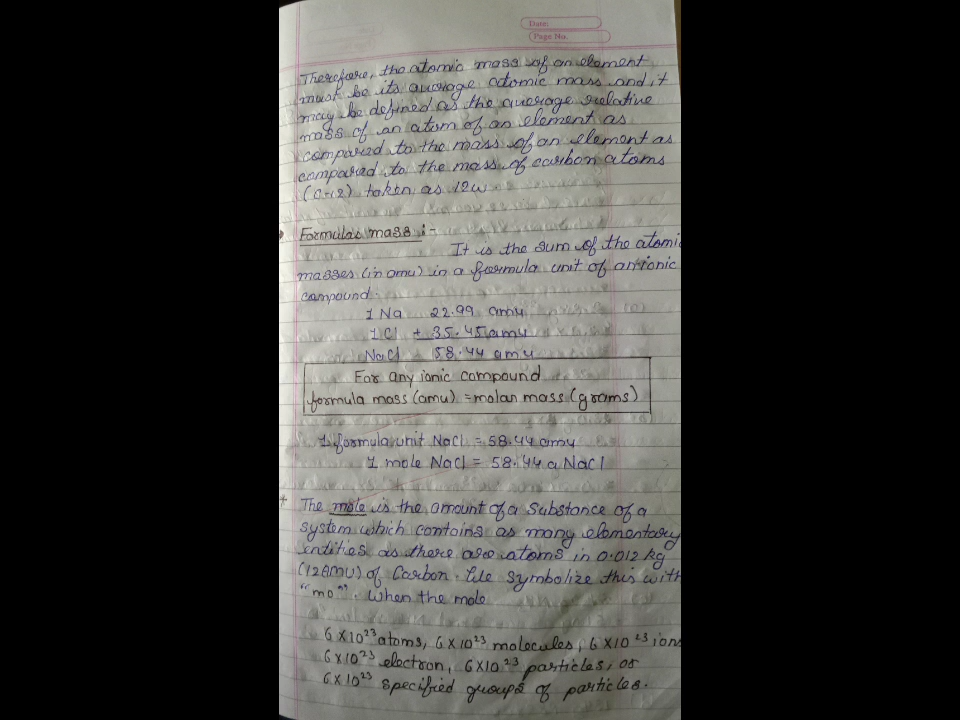 Date:
Page No.
Therefore, the atomic mass of an element
must be its average atomic mass and it
may be defined as the average relative
mass of an atom of an element as
compared to the mass of an element as
compared to the mass of carbon atoms
(C-12) taken as 12u.
Formulas mass :-
It is the sum of the atomic
masses (in amu) in a formula unit of an ionic
compound.
1 Na 22.99 amu
1 Cl + 35.45 amu
NaCl 58.44 amu
For any ionic compound
formula mass (amu) = molan mass (grams)
1 formula unit NaCl = 58.44 amu
1 mole NaCl = 58.44 g NaCl
* The mole is the amount of a substance of a
system which contains as many elementary
entities as there are atoms in 0.012 kg
(12AMU) of Carbon. We symbolize this with
"mo". When the mole
6×10²³ atoms, 6×10²³ molecules, 6×10²³ ions
6×10²³ electron, 6×10²³ particles, or
6×10²³ specified groups of particles.